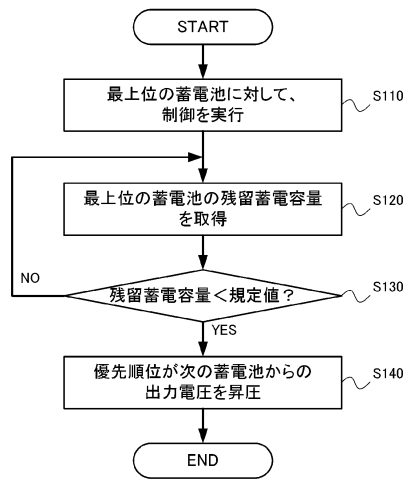 START
最上位の蓄電池に対して、
制御を実行
S110
最上位の蓄電池の残留蓄電容量
を取得
S120
残留蓄電容量＜規定値？
S130
NO
YES
優先順位が次の蓄電池からの
出力電圧を昇圧
S140
END